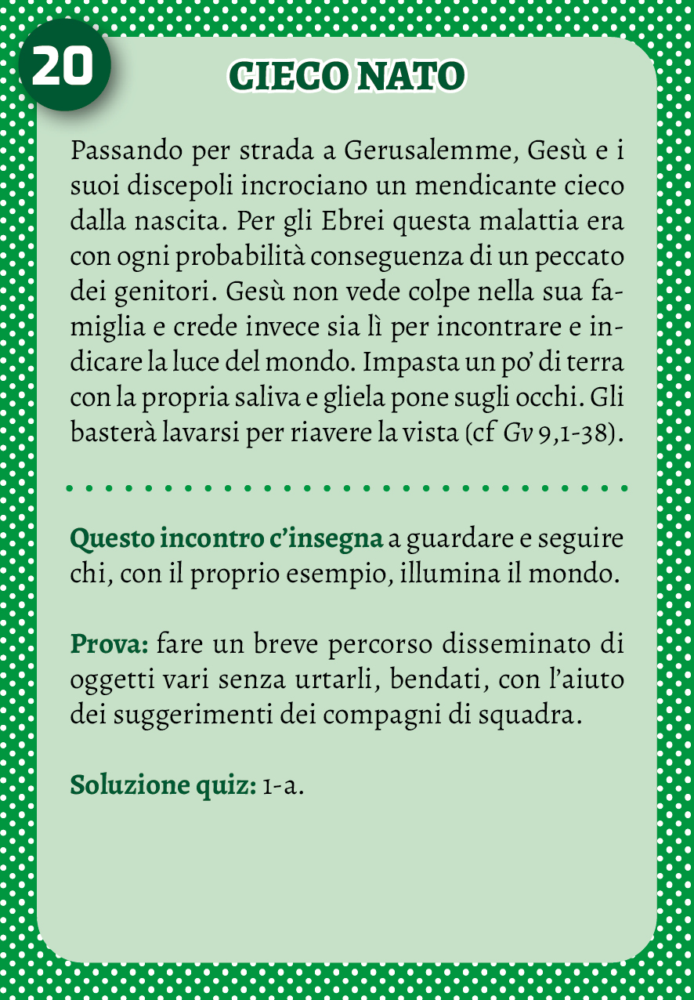 20
CIECO NATO
Passando per strada a Gerusalemme, Gesù e i
suoi discepoli incrociano un mendicante cieco
dalla nascita. Per gli Ebrei questa malattia era
con ogni probabilità conseguenza di un peccato
dei genitori. Gesù non vede colpe nella sua fa-
miglia e crede invece sia lì per incontrare e in-
dicare la luce del mondo. Impasta un po’ di terra
con la propria saliva e gliela pone sugli occhi. Gli
basterà lavarsi per riavere la vista (cf Gv 9,1-38).
Questo incontro c’insegna a guardare e seguire
chi, con il proprio esempio, illumina il mondo.
Prova: fare un breve percorso disseminato di
oggetti vari senza urtarli, bendati, con l’aiuto
dei suggerimenti dei compagni di squadra.
Soluzione quiz: 1-a.